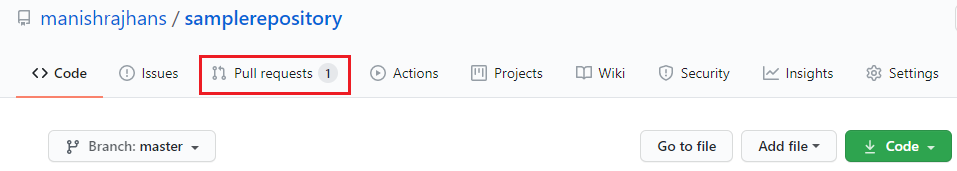 manishrajhans / samplerepository
Code Issues Pull requests 1 Actions Projects Wiki Security Insights Settings
Branch: master Go to file Add file Code